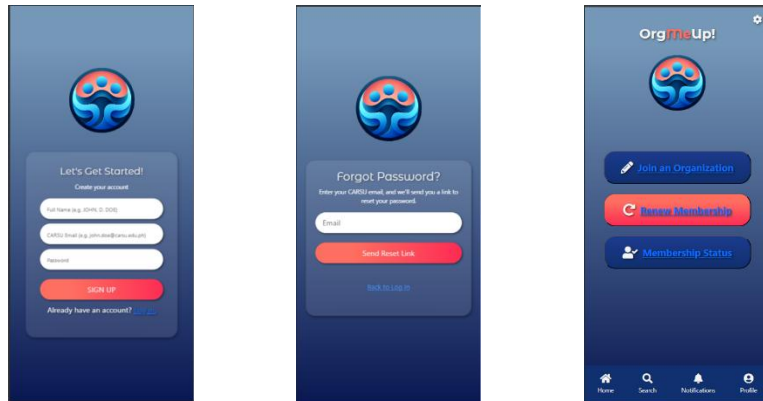 Let's Get Started!
Create your account
Full Name (e.g. JOHN, D. DOE)
CARSU Email (e.g. john.doe@carsu.edu.ph)
Password
SIGN UP
Already have an account?
Forgot Password?
Enter your CARSU email, and we'll send you a link to
reset your password.
Email
Send Reset Link
Back to Log in
OrgMeUp!
Join an Organization
Renew Membership
Membership Status
Home
Search
Notifications
Profile